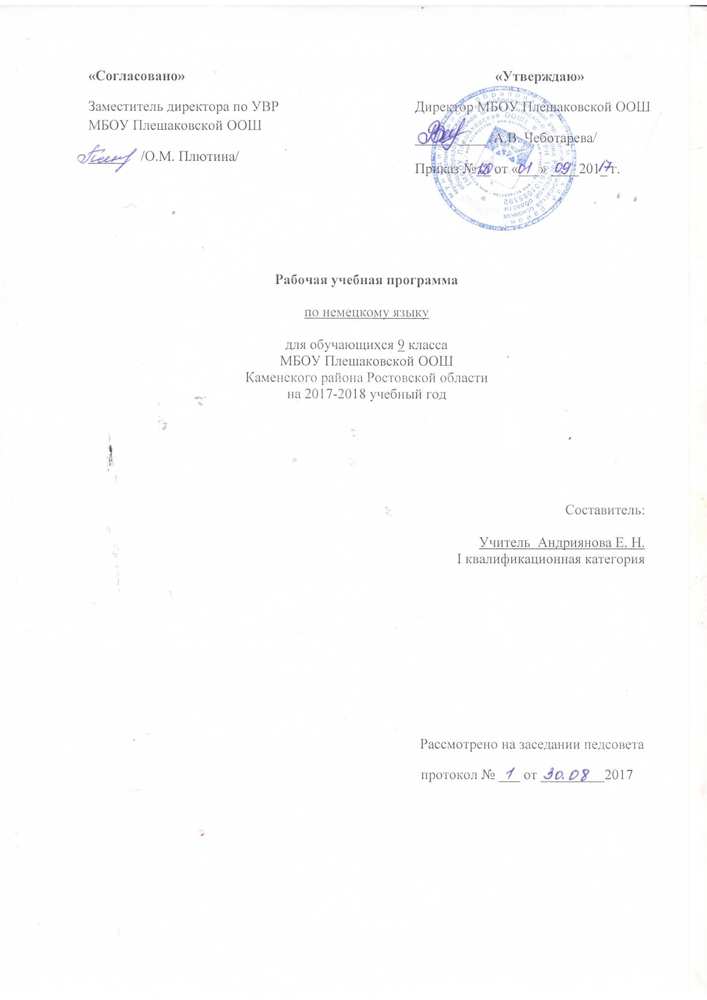 «Согласовано»
Заместитель директора по УВР
МБОУ Плешаковской ООШ
/О.М. Плютина/
«Утверждаю»
Директор МБОУ Плешаковской ООШ
/А.В. Чеботарева/
Приказ № 120 от «01» 09 2017 г.
Рабочая учебная программа
по немецкому языку
для обучающихся 9 класса
МБОУ Плешаковской ООШ
Каменского района Ростовской области
на 2017-2018 учебный год
Составитель:
Учитель Андриянова Е. Н.
I квалификационная категория
Рассмотрено на заседании педсовета
протокол № 1 от 30.08 2017